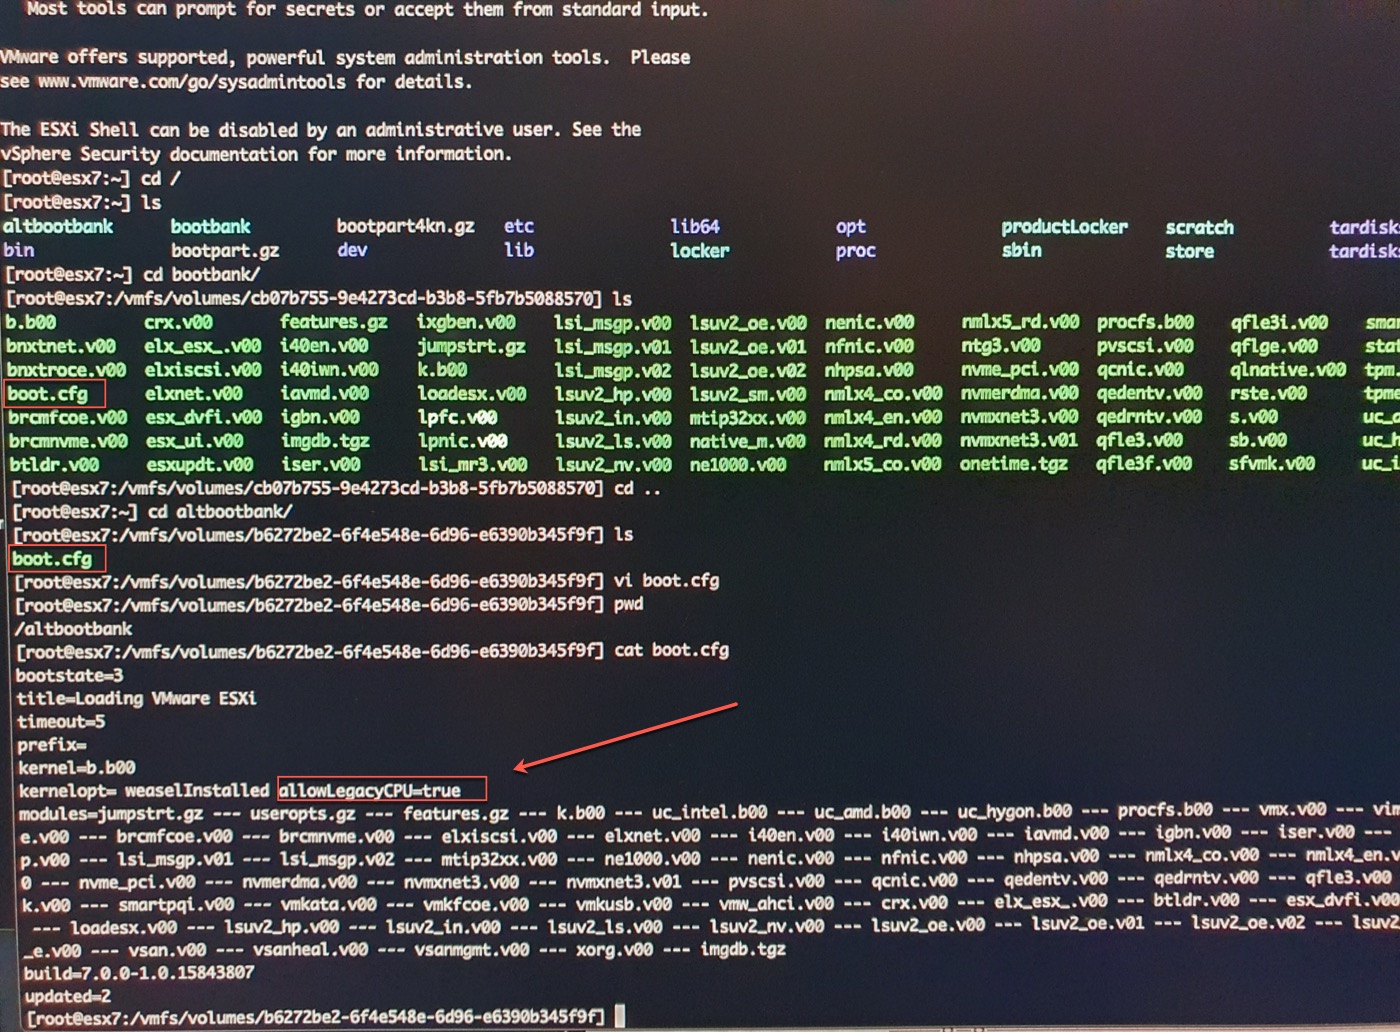 Most tools can prompt for secrets or accept them from standard input.
VMware offers supported, powerful system administration tools.  Please
see www.vmware.com/go/sysadmintools for details.
The ESXi Shell can be disabled by an administrative user. See the
vSphere Security documentation for more information.
[root@esx7:~] cd /
[root@esx7:~] ls
altbootbank bootbank bootpart4kn.gz etc lib64 opt productLocker scratch tardisk
bin bootpart.gz dev lib locker proc sbin store tardisks
[root@esx7:~] cd bootbank/
[root@esx7:/vmfs/volumes/cb07b755-9e4273cd-b3b8-5fb7b5088570] ls
b.b00 crx.v00 features.gz ixgben.v00 lsi_msgp.v00 lsuv2_oe.v00 nenic.v00 nmlx5_rd.v00 procfs.b00 qfle3i.v00 sma
bnxtnet.v00 elx_esx_.v00 i40en.v00 jumpstrt.gz lsi_msgp.v01 lsuv2_oe.v01 nfnic.v00 ntg3.v00 pvscsi.v00 qflge.v00 stat
bnxtroce.v00 elxiscsi.v00 i40iwn.v00 k.b00 lsi_msgp.v02 lsuv2_oe.v02 nhpsa.v00 nvme_pci.v00 qcnic.v00 qlnative.v00 tpm.
boot.cfg elxnet.v00 iavmd.v00 loadesx.v00 lsuv2_hp.v00 lsuv2_sm.v00 nmlx4_co.v00 nvmerdma.v00 qedentv.v00 rste.v00 tpme
brcmfcoe.v00 esx_dvfi.v00 igbn.v00 lpfc.v00 lsuv2_in.v00 mtip32xx.v00 nmlx4_en.v00 nvmxnet3.v00 qedrntv.v00 s.v00 uc_
brcmnvme.v00 esx_ui.v00 imgdb.tgz lpnic.v00 lsuv2_ls.v00 native_m.v00 nmlx4_rd.v00 nvmxnet3.v01 qfle3.v00 sb.v00 uc_h
btldr.v00 esxupdt.v00 iser.v00 lsi_mr3.v00 lsuv2_nv.v00 ne1000.v00 nmlx5_co.v00 onetime.tgz qfle3f.v00 sfvmk.v00 uc_i
[root@esx7:/vmfs/volumes/cb07b755-9e4273cd-b3b8-5fb7b5088570] cd ..
[root@esx7:~] cd altbootbank/
[root@esx7:/vmfs/volumes/b6272be2-6f4e548e-6d96-e6390b345f9f] ls
boot.cfg
[root@esx7:/vmfs/volumes/b6272be2-6f4e548e-6d96-e6390b345f9f] vi boot.cfg
[root@esx7:/vmfs/volumes/b6272be2-6f4e548e-6d96-e6390b345f9f] pwd
/altbootbank
[root@esx7:/vmfs/volumes/b6272be2-6f4e548e-6d96-e6390b345f9f] cat boot.cfg
bootstate=3
title=Loading VMware ESXi
timeout=5
prefix=
kernel=b.b00
kernelopt= weaselInstalled allowLegacyCPU=true
modules=jumpstrt.gz --- useropts.gz --- features.gz --- k.b00 --- uc_intel.b00 --- uc_amd.b00 --- uc_hygon.b00 --- procfs.b00 --- vmx.v00 --- vim
e.v00 --- brcmfcoe.v00 --- brcmnvme.v00 --- elxiscsi.v00 --- elxnet.v00 --- i40en.v00 --- i40iwn.v00 --- iavmd.v00 --- igbn.v00 --- iser.v00 ---
p.v00 --- lsi_msgp.v01 --- lsi_msgp.v02 --- mtip32xx.v00 --- ne1000.v00 --- nenic.v00 --- nfnic.v00 --- nhpsa.v00 --- nmlx4_co.v00 --- nmlx4_en.v
0 --- nvme_pci.v00 --- nvmerdma.v00 --- nvmxnet3.v00 --- nvmxnet3.v01 --- pvscsi.v00 --- qcnic.v00 --- qedentv.v00 --- qedrntv.v00 --- qfle3.v00
k.v00 --- smartpqi.v00 --- vmkata.v00 --- vmkfcoe.v00 --- vmkusb.v00 --- vmw_ahci.v00 --- crx.v00 --- elx_esx_.v00 --- btldr.v00 --- esx_dvfi.v00
--- loadesx.v00 --- lsuv2_hp.v00 --- lsuv2_in.v00 --- lsuv2_ls.v00 --- lsuv2_nv.v00 --- lsuv2_oe.v00 --- lsuv2_oe.v01 --- lsuv2_oe.v02 --- lsuv2
_e.v00 --- vsan.v00 --- vsanheal.v00 --- vsanmgmt.v00 --- xorg.v00 --- imgdb.tgz
build=7.0.0-1.0.15843807
updated=2
[root@esx7:/vmfs/volumes/b6272be2-6f4e548e-6d96-e6390b345f9f]